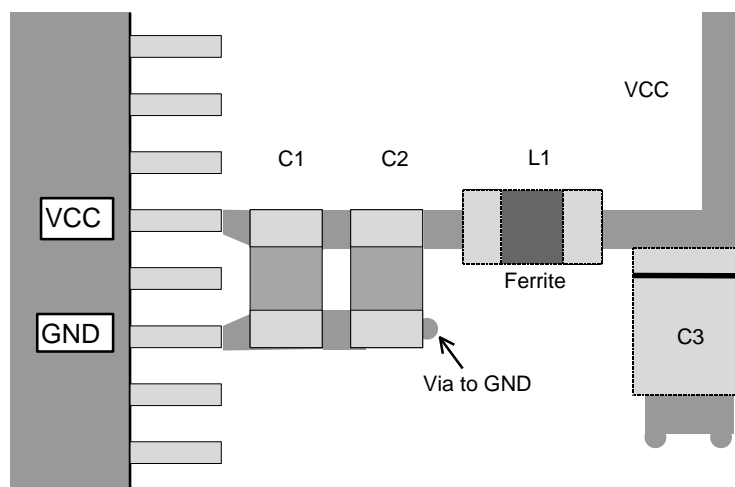 VCC
C1
C2
L1
VCC
Ferrite
GND
C3
Via to GND